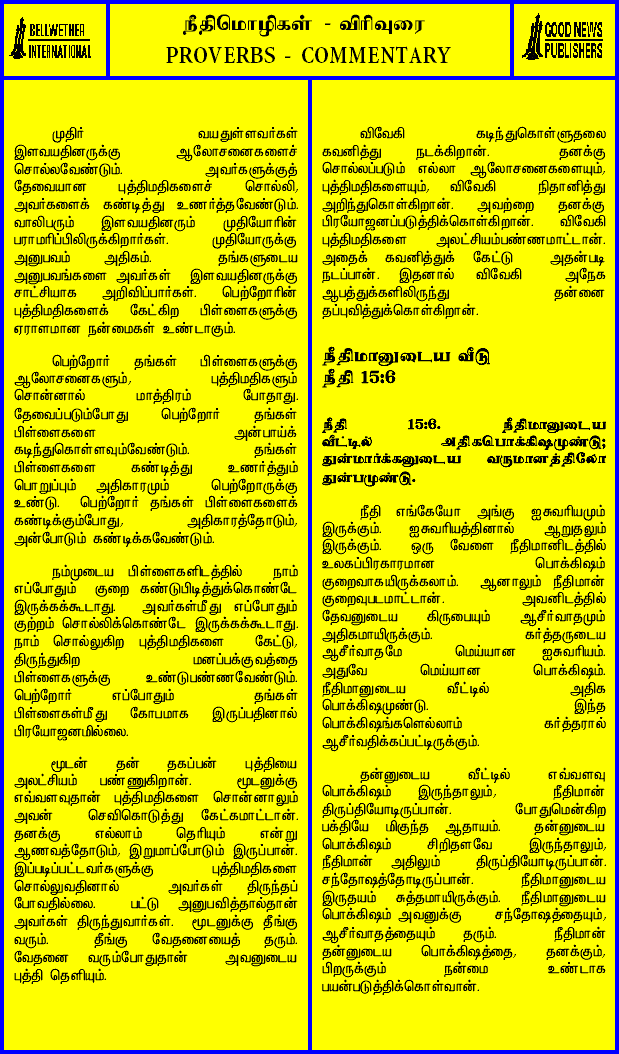 BELLWETHER
INTERNATIONAL
நீதிமொழிகள் - விரிவுரை
PROVERBS - COMMENTARY
GOOD NEWS
PUBLISHERS
முதிர் வயதுள்ளவர்கள்
இளவயதினருக்கு ஆலோசனைகளைச்
சொல்லவேண்டும். அவர்களுக்குத்
தேவையான புத்திமதிகளைச் சொல்லி,
அவர்களைக் கண்டித்து உணர்த்தவேண்டும்.
வாலிபரும் இளவயதினரும் முதியோரின்
பராமரிப்பிலிருக்கிறார்கள். முதியோருக்கு
அனுபவம் அதிகம். தங்களுடைய
அனுபவங்களை அவர்கள் இளவயதினருக்கு
சாட்சியாக அறிவிப்பார்கள். பெற்றோரின்
புத்திமதிகளைக் கேட்கிற பிள்ளைகளுக்கு
ஏராளமான நன்மைகள் உண்டாகும்.
பெற்றோர் தங்கள் பிள்ளைகளுக்கு
ஆலோசனைகளும், புத்திமதிகளும்
சொன்னால் மாத்திரம் போதாது.
தேவைப்படும்போது பெற்றோர் தங்கள்
பிள்ளைகளை அன்பாய்க்
கடிந்துகொள்ளவும்வேண்டும். தங்கள்
பிள்ளைகளை கண்டித்து உணர்த்தும்
பொறுப்பும் அதிகாரமும் பெற்றோருக்கு
உண்டு. பெற்றோர் தங்கள் பிள்ளைகளைக்
கண்டிக்கும்போது, அதிகாரத்தோடும்,
அன்போடும் கண்டிக்கவேண்டும்.
நம்முடைய பிள்ளைகளிடத்தில் நாம்
எப்போதும் குறை கண்டுபிடித்துக்கொண்டே
இருக்கக்கூடாது. அவர்கள்மீது எப்போதும்
குற்றம் சொல்லிக்கொண்டே இருக்கக்கூடாது.
நாம் சொல்லுகிற புத்திமதிகளை கேட்டு,
திருந்துகிற மனப்பக்குவத்தை
பிள்ளைகளுக்கு உண்டுபண்ணவேண்டும்.
பெற்றோர் எப்போதும் தங்கள்
பிள்ளைகள்மீது கோபமாக இருப்பதினால்
பிரயோஜனமில்லை.
மூடன் தன் தகப்பன் புத்தியை
அலட்சியம் பண்ணுகிறான். மூடனுக்கு
எவ்வளவுதான் புத்திமதிகளை சொன்னாலும்
அவன் செவிகொடுத்து கேட்கமாட்டான்.
தனக்கு எல்லாம் தெரியும் என்று
ஆணவத்தோடும், இறுமாப்போடும் இருப்பான்.
இப்படிப்பட்டவர்களுக்கு புத்திமதிகளை
சொல்லுவதினால் அவர்கள் திருந்தப்
போவதில்லை. பட்டு அனுபவித்தால்தான்
அவர்கள் திருந்துவார்கள். மூடனுக்கு தீங்கு
வரும். தீங்கு வேதனையைத் தரும்.
வேதனை வரும்போதுதான் அவனுடைய
புத்தி தெளியும்.
விவேகி கடிந்துகொள்ளுதலை
கவனித்து நடக்கிறான். தனக்கு
சொல்லப்படும் எல்லா ஆலோசனைகளையும்,
புத்திமதிகளையும், விவேகி நிதானித்து
அறிந்துகொள்கிறான். அவற்றை தனக்கு
பிரயோஜனப்படுத்திக்கொள்கிறான். விவேகி
புத்திமதிகளை அலட்சியம்பண்ணமாட்டான்.
அதைக் கவனித்துக் கேட்டு அதன்படி
நடப்பான். இதனால் விவேகி அநேக
ஆபத்துக்களிலிருந்து தன்னை
தப்புவித்துக்கொள்கிறான்.
நீதிமானுடைய வீடு
நீதி 15:6
நீதி 15:6. நீதிமானுடைய
வீட்டில் அதிகபொக்கிஷமுண்டு;
துன்மார்க்கனுடைய வருமானத்திலோ
துன்பமுண்டு.
நீதி எங்கேயோ அங்கு ஐசுவரியமும்
இருக்கும். ஐசுவரியத்தினால் ஆறுதலும்
இருக்கும். ஒரு வேளை நீதிமானிடத்தில்
உலகப்பிரகாரமான பொக்கிஷம்
குறைவாகயிருக்கலாம். ஆனாலும் நீதிமான்
குறைவுபடமாட்டான். அவனிடத்தில்
தேவனுடைய கிருபையும் ஆசீர்வாதமும்
அதிகமாயிருக்கும். கர்த்தருடைய
ஆசீர்வாதமே மெய்யான ஐசுவரியம்.
அதுவே மெய்யான பொக்கிஷம்.
நீதிமானுடைய வீட்டில் அதிக
பொக்கிஷமுண்டு. இந்த
பொக்கிஷங்களெல்லாம் கர்த்தரால்
ஆசீர்வதிக்கப்பட்டிருக்கும்.
தன்னுடைய வீட்டில் எவ்வளவு
பொக்கிஷம் இருந்தாலும், நீதிமான்
திருப்தியோடிருப்பான். போதுமென்கிற
பக்தியே மிகுந்த ஆதாயம். தன்னுடைய
பொக்கிஷம் சிறிதளவே இருந்தாலும்,
நீதிமான் அதிலும் திருப்தியோடிருப்பான்.
சந்தோஷத்தோடிருப்பான். நீதிமானுடைய
இருதயம் சுத்தமாயிருக்கும். நீதிமானுடைய
பொக்கிஷம் அவனுக்கு சந்தோஷத்தையும்,
ஆசீர்வாதத்தையும் தரும். நீதிமான்
தன்னுடைய பொக்கிஷத்தை, தனக்கும்,
பிறருக்கும் நன்மை உண்டாக
பயன்படுத்திக்கொள்வான்.